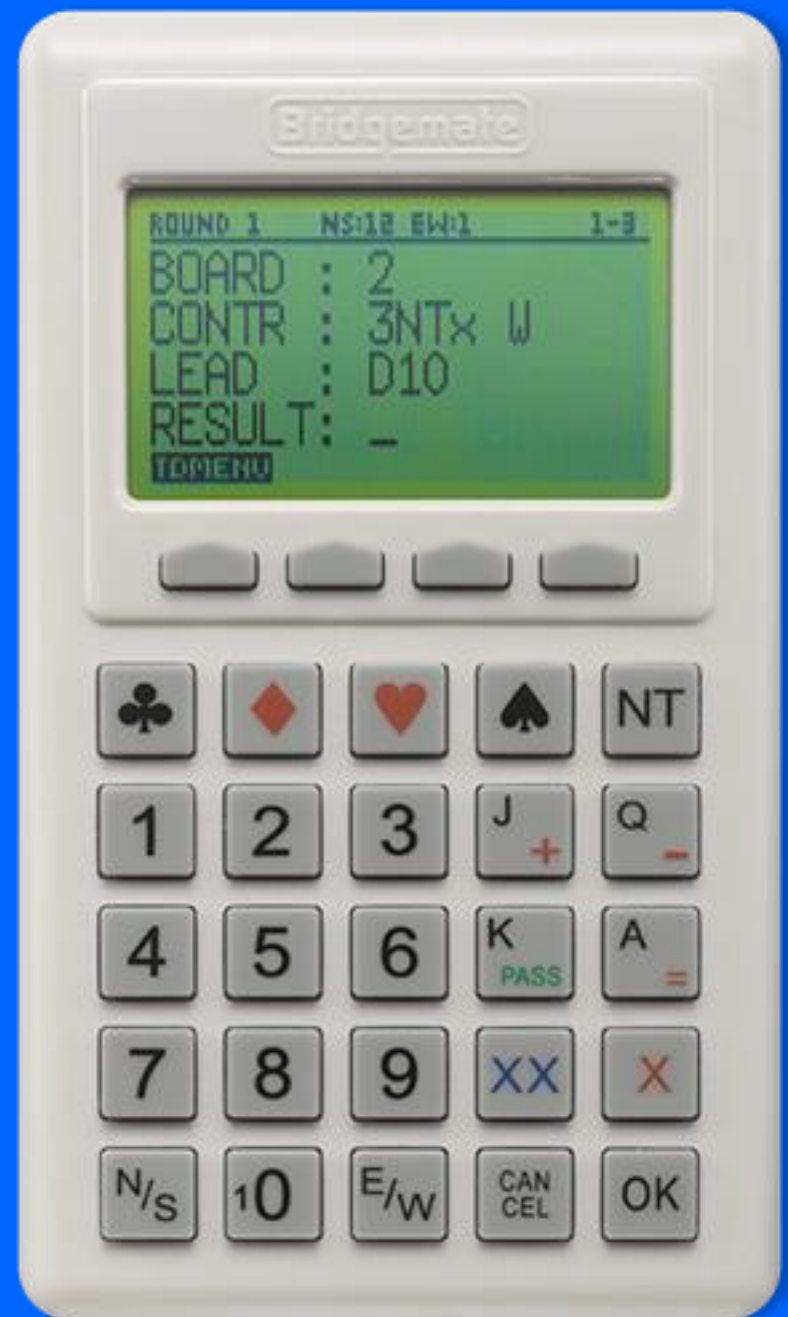 Bridgemate
ROUND 1 NS:12 EW:1 1-3
BOARD : 2
CONTR : 3NTx W
LEAD : D10
RESULT: _
TDMENU
♣ ♦ ♥ ♠ NT
1 2 3 J + Q -
4 5 6 K PASS A =
7 8 9 XX X
N/S 10 E/W CANCEL OK